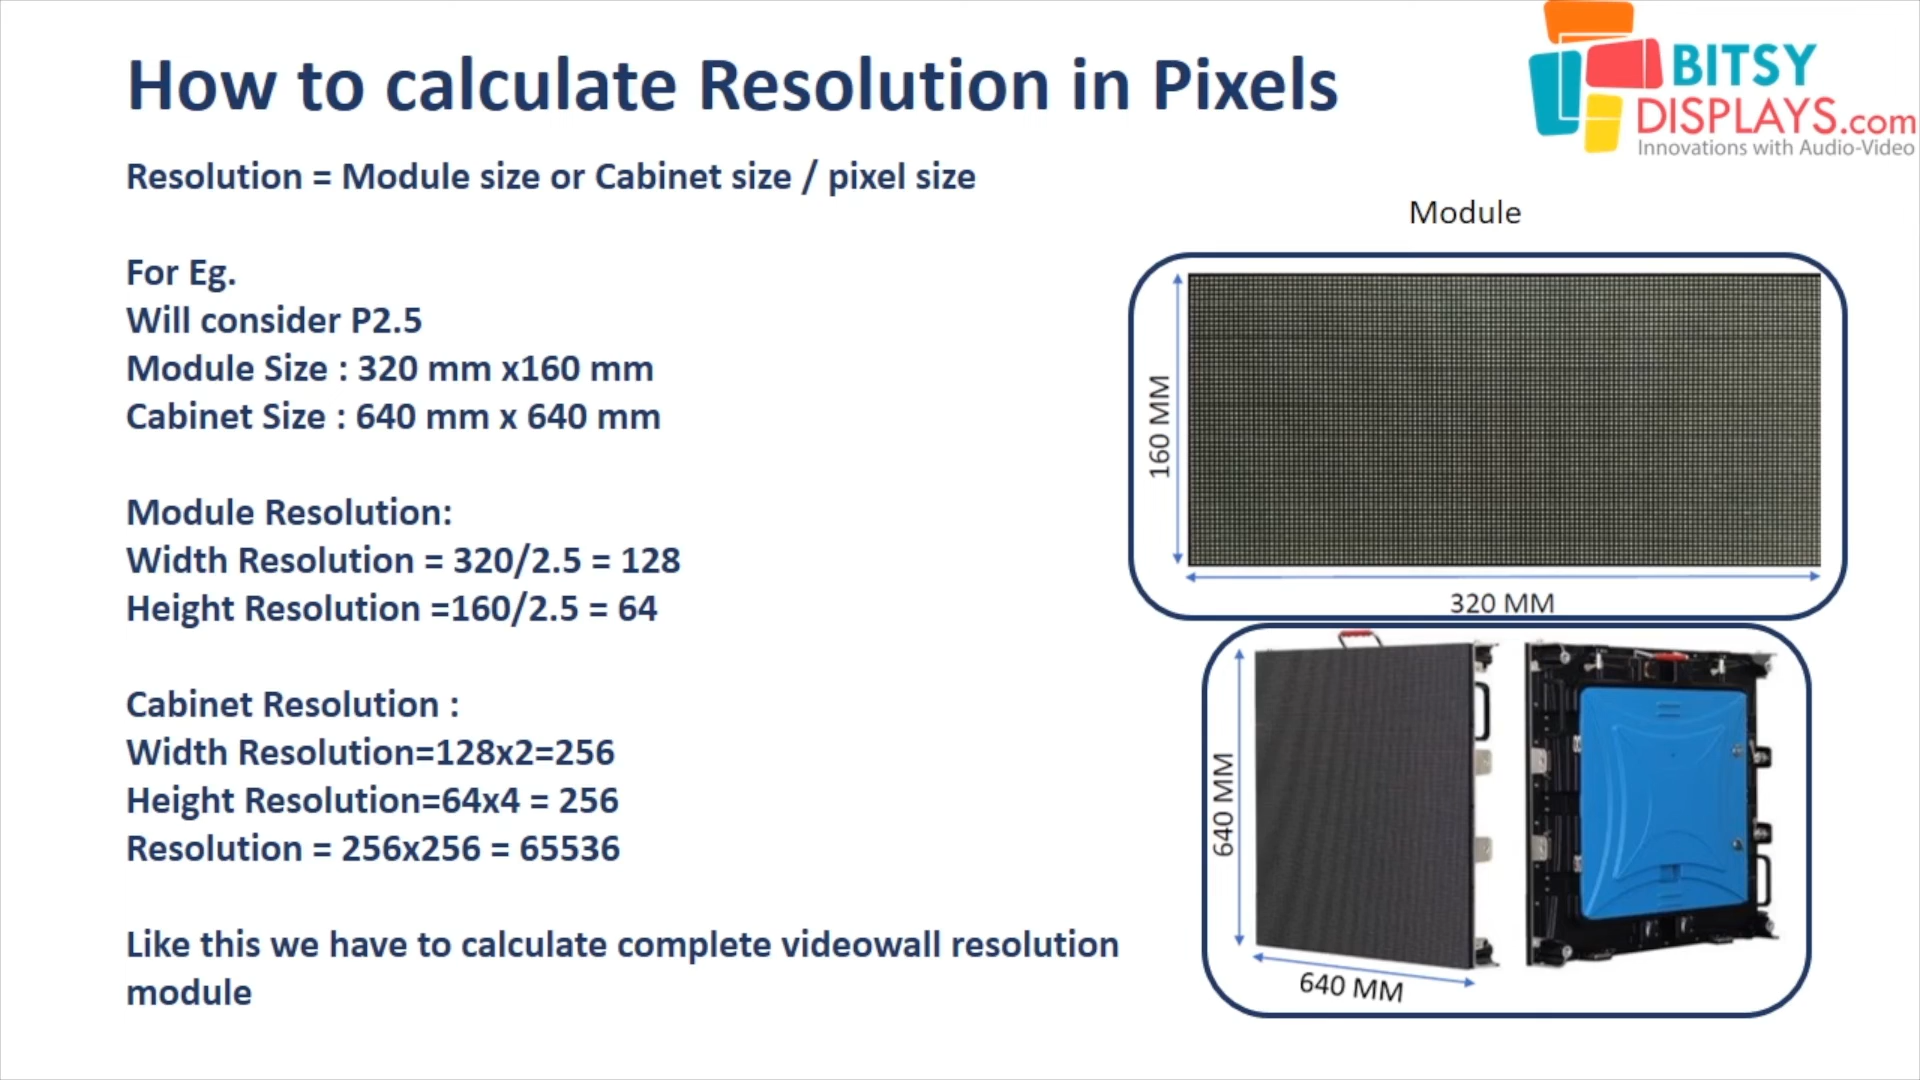 How to calculate Resolution in Pixels
BITSY
DISPLAYS.com
Innovations with Audio-Video
Resolution = Module size or Cabinet size / pixel size
For Eg.
Will consider P2.5
Module Size : 320 mm x160 mm
Cabinet Size : 640 mm x 640 mm
Module Resolution:
Width Resolution = 320/2.5 = 128
Height Resolution =160/2.5 = 64
Cabinet Resolution :
Width Resolution=128x2=256
Height Resolution=64x4 = 256
Resolution = 256x256 = 65536
Like this we have to calculate complete videowall resolution
module
Module
160 MM
320 MM
640 MM
640 MM